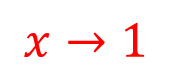 x → 1